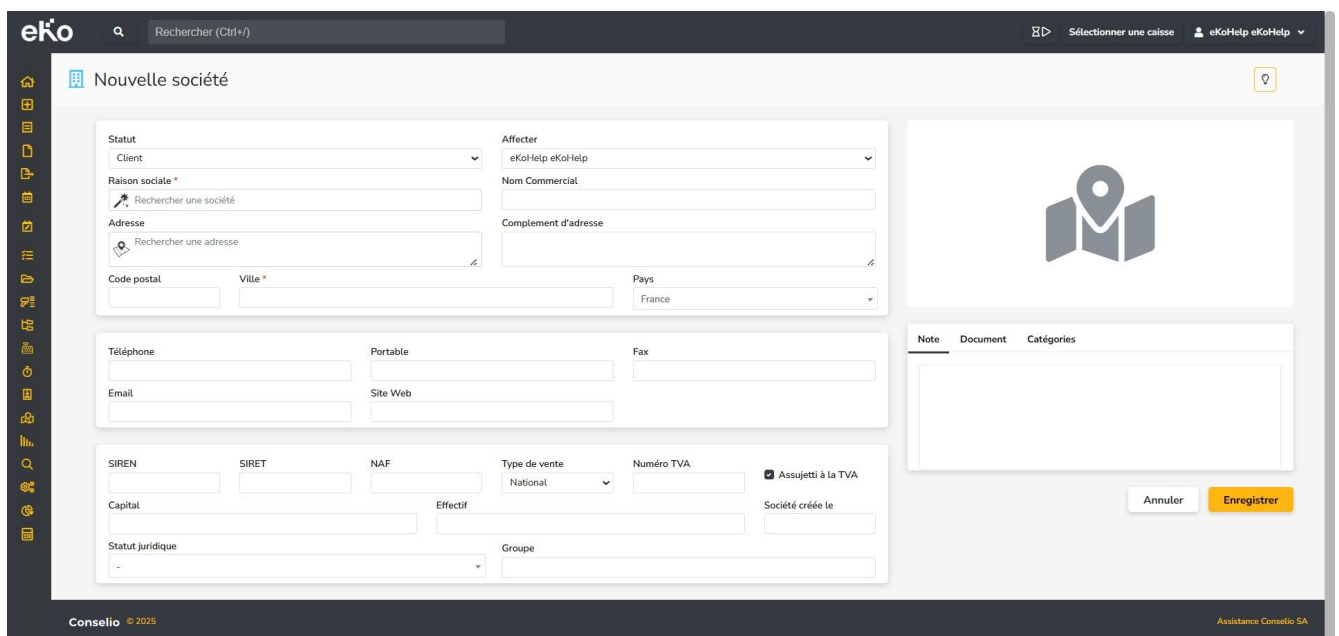 eko
Rechercher (Ctrl+/)
Sélectionner une caisse
eKoHelp eKoHelp
Nouvelle société
Statut
Affecter
Client
eKoHelp eKoHelp
Raison sociale *
Nom Commercial
Rechercher une société
Adresse
Complement d'adresse
Rechercher une adresse
Code postal
Ville *
Pays
France
Note
Document
Catégories
Téléphone
Portable
Fax
Email
Site Web
SIREN
SIRET
NAF
Type de vente
Numéro TVA
National
Assujetti à la TVA
Capital
Effectif
Société créée le
Statut juridique
Groupe
-
Annuler
Enregistrer
Conselio © 2025
Assistance Conselio SA